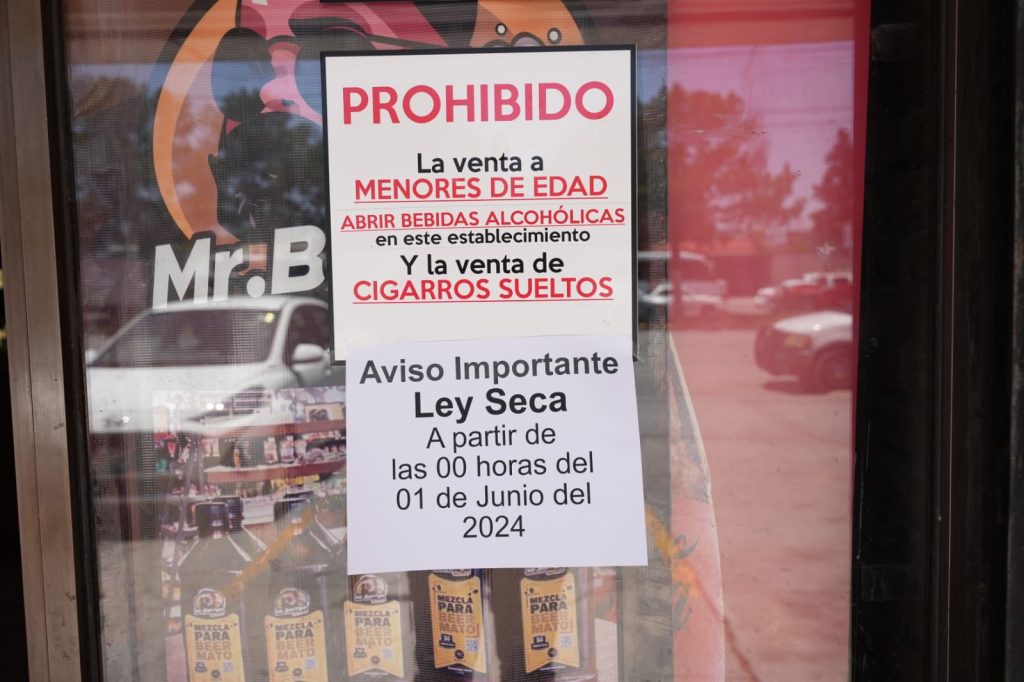 PROHIBIDO
La venta a
MENORES DE EDAD
ABRIR BEBIDAS ALCOHÓLICAS
en este establecimiento
Y la venta de
CIGARROS SUELTOS
Mr.B
Aviso Importante
Ley Seca
A partir de
las 00 horas del
01 de Junio del
2024
MEZCLA
PARA
BEER
MATO
MEZCLA
PARA
BEER
MATO
MEZCLA
PARA
BEER
MATO
MEZCLA
PARA
BEER
MATO
MEZCLA
PARA
BEER
MATO